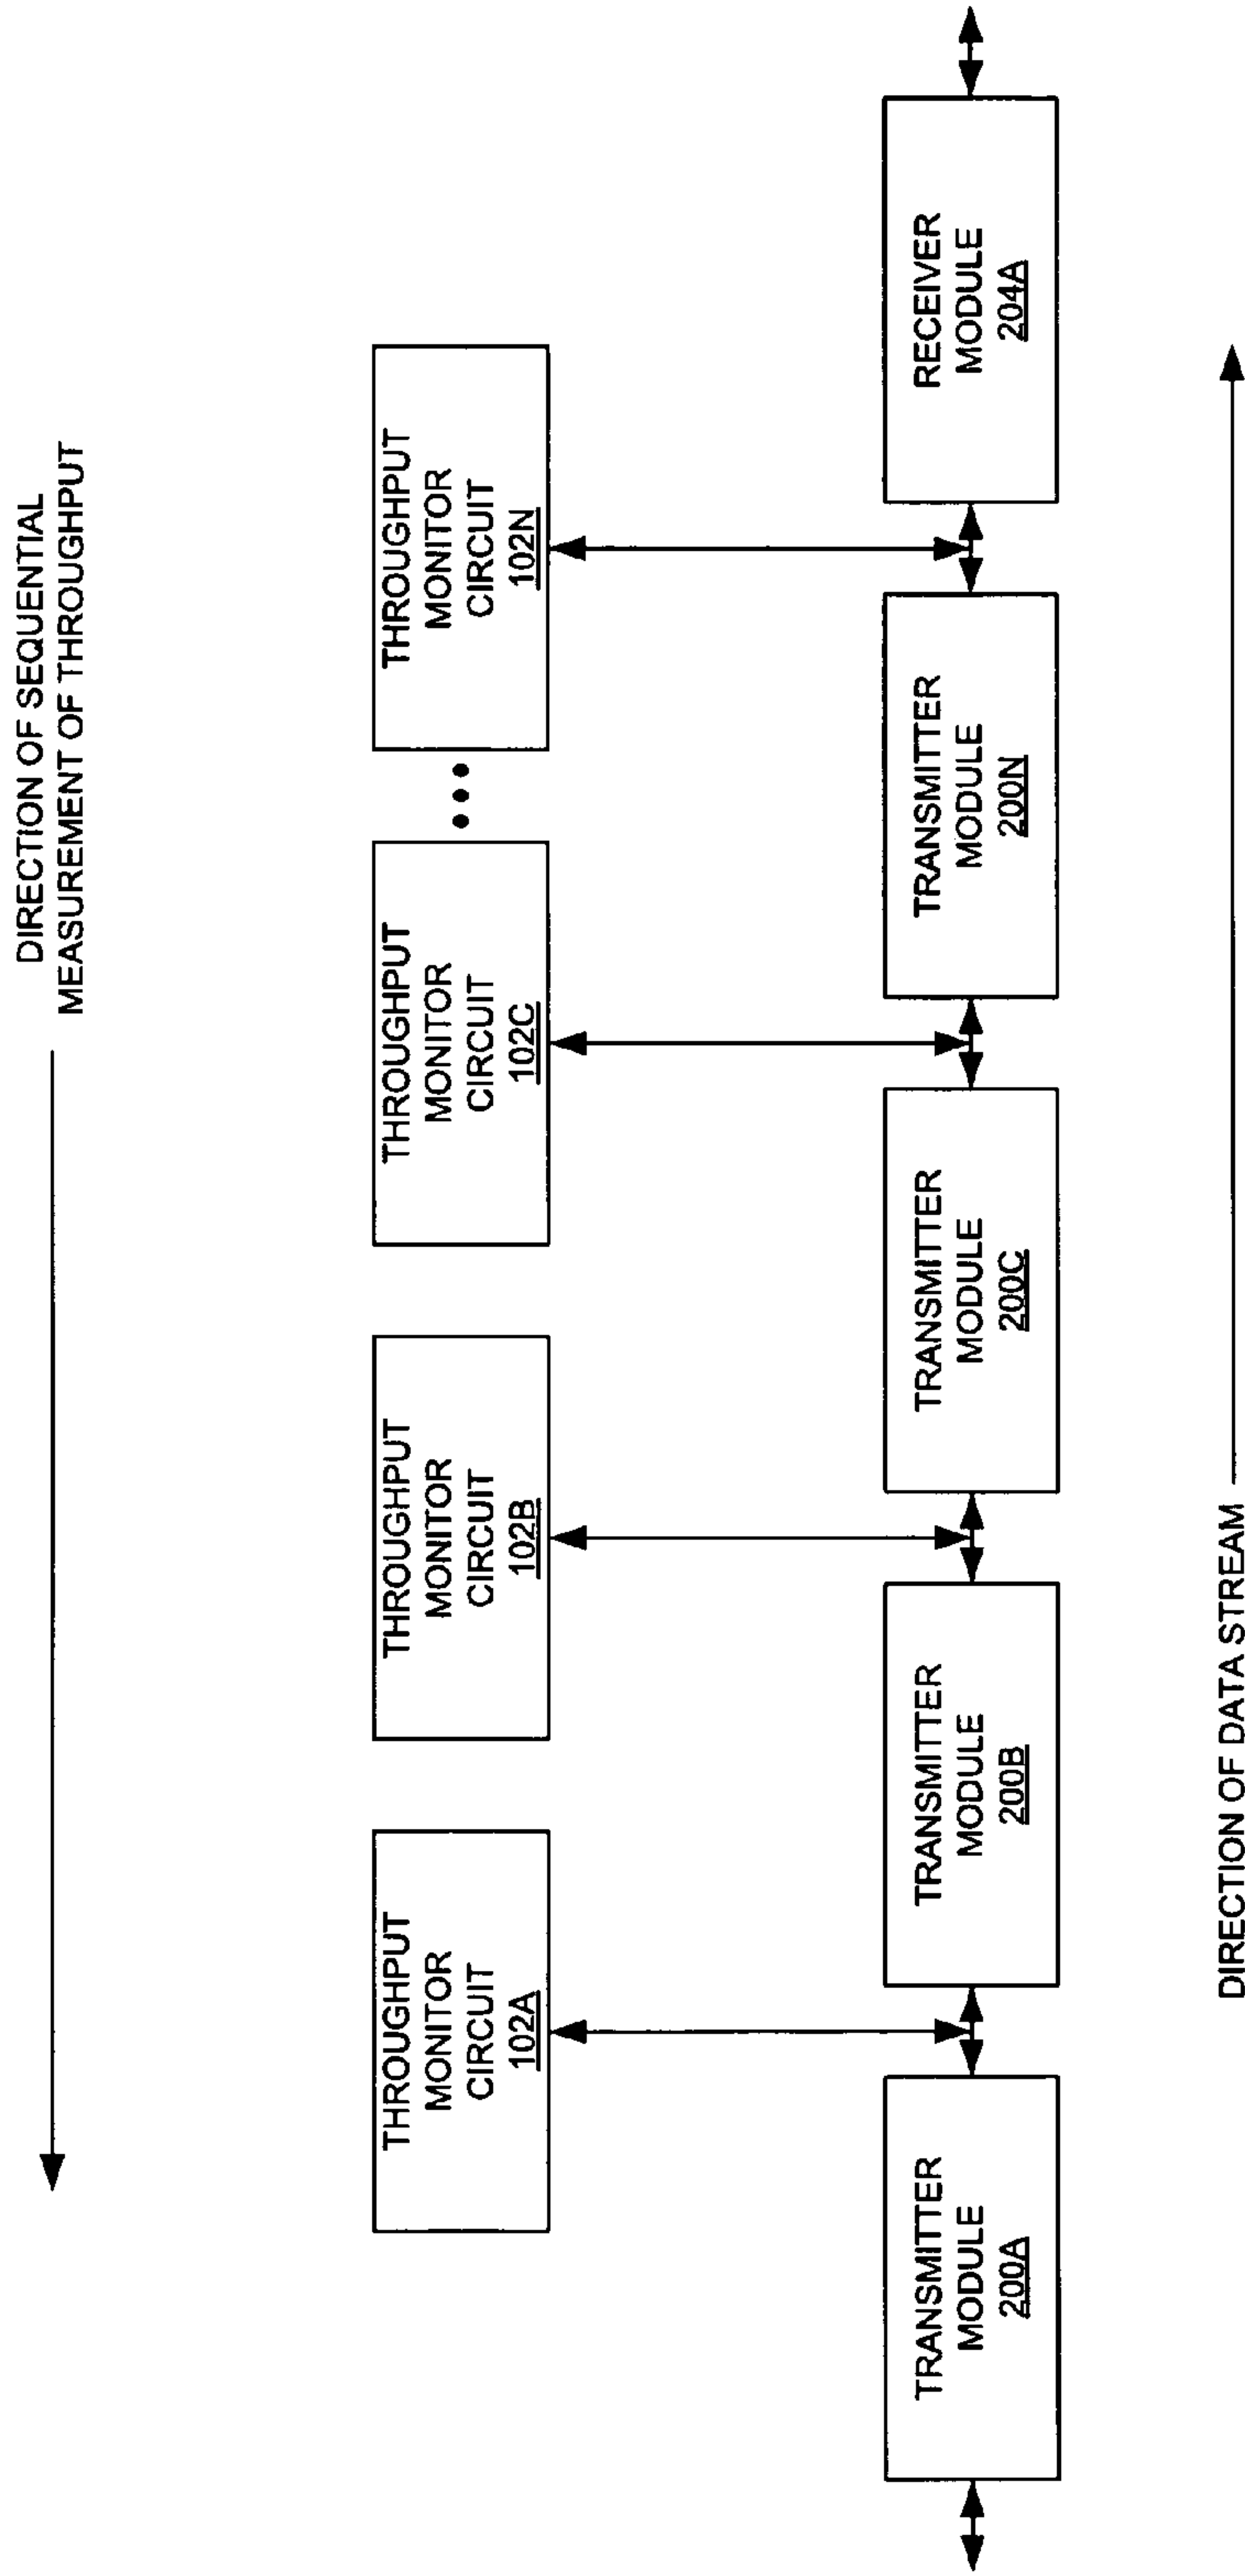 DIRECTION OF SEQUENTIAL
MEASUREMENT OF THROUGHPUT
THROUGHPUT
MONITOR
CIRCUIT
102A
THROUGHPUT
MONITOR
CIRCUIT
102B
THROUGHPUT
MONITOR
CIRCUIT
102C
•••
THROUGHPUT
MONITOR
CIRCUIT
102N
TRANSMITTER
MODULE
200A
TRANSMITTER
MODULE
200B
TRANSMITTER
MODULE
200C
TRANSMITTER
MODULE
200N
RECEIVER
MODULE
204A
DIRECTION OF DATA STREAM